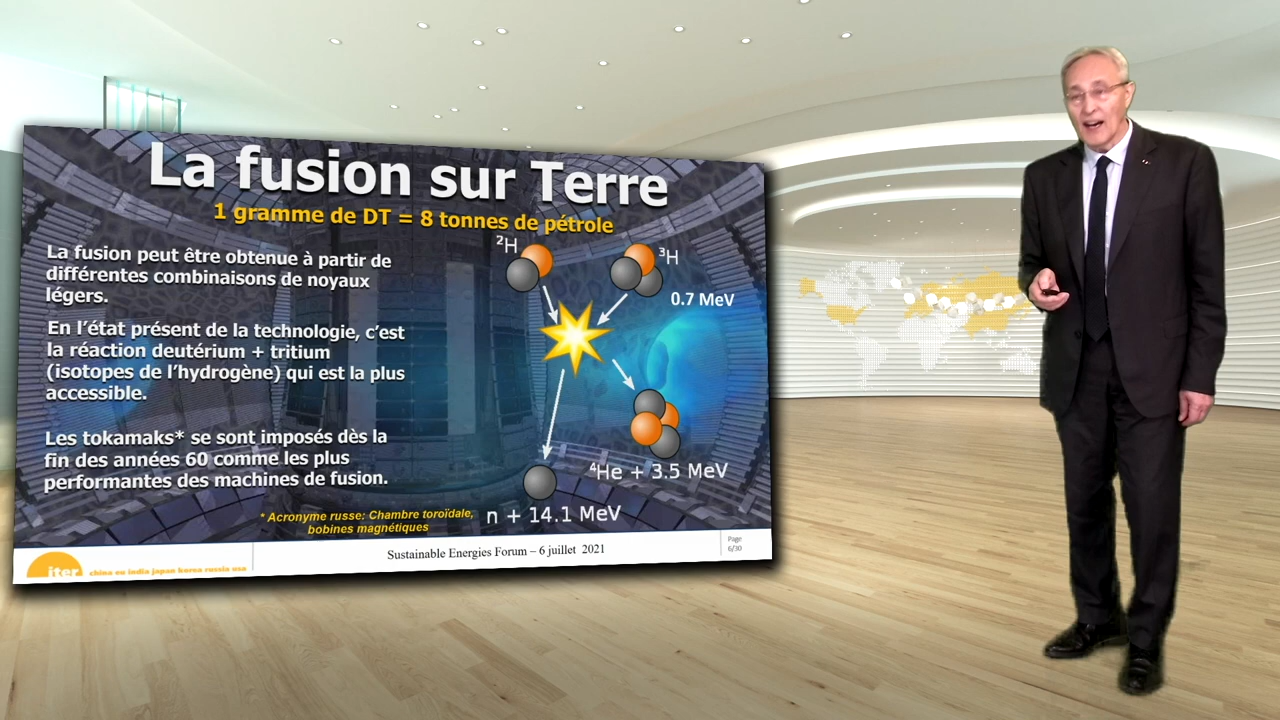 La fusion sur Terre
1 gramme de DT = 8 tonnes de pétrole
La fusion peut être obtenue à partir de
différentes combinaisons de noyaux
légers.
En l'état présent de la technologie, c'est
la réaction deutérium + tritium
(isotopes de l'hydrogène) qui est la plus
accessible.
Les tokamaks* se sont imposés dès la
fin des années 60 comme les plus
performantes des machines de fusion.
* Acronyme russe: Chambre toroïdale,
bobines magnétiques
²H
³H
0.7 MeV
⁴He + 3.5 MeV
n + 14.1 MeV
iter
china eu india japan korea russia usa
Sustainable Energies Forum – 6 juillet 2021
Page
6/30